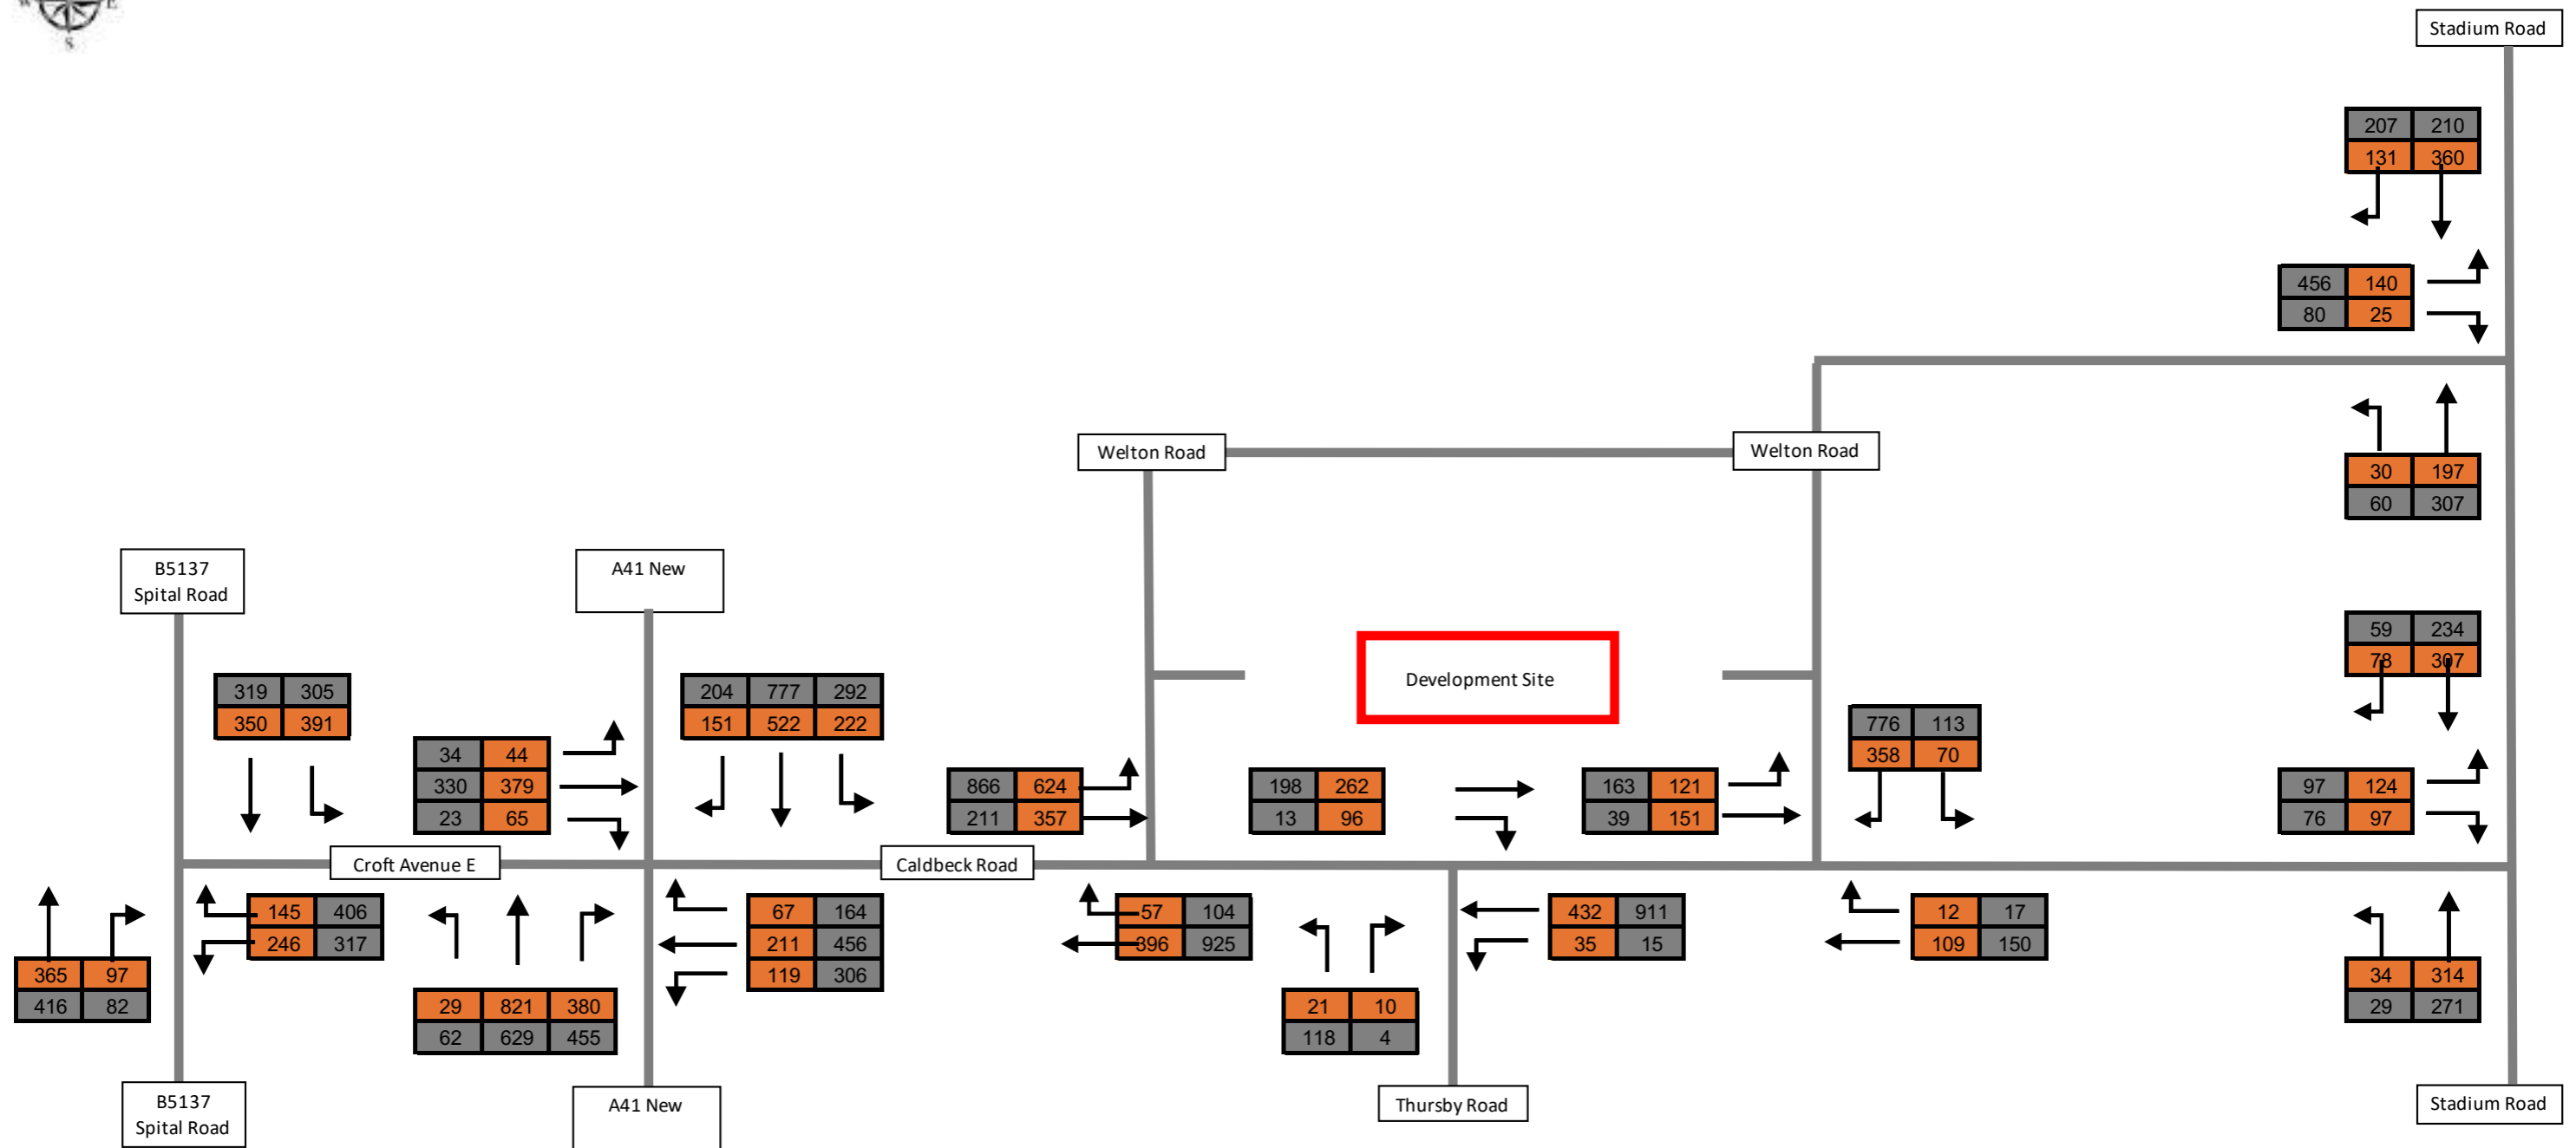 W E
S
Stadium Road
207 210
131 360
456 140
80 25
Welton Road
Welton Road
30 197
60 307
B5137
Spital Road
A41 New
59 234
78 307
319 305
350 391
204 777 292
151 522 222
Development Site
776 113
358 70
34 44
330 379
23 65
866 624
211 357
198 262
13 96
163 121
39 151
97 124
76 97
Croft Avenue E
Caldbeck Road
145 406
246 317
67 164
211 456
119 306
57 104
396 925
432 911
35 15
12 17
109 150
365 97
416 82
29 821 380
62 629 455
21 10
118 4
34 314
29 271
B5137
Spital Road
A41 New
Thursby Road
Stadium Road